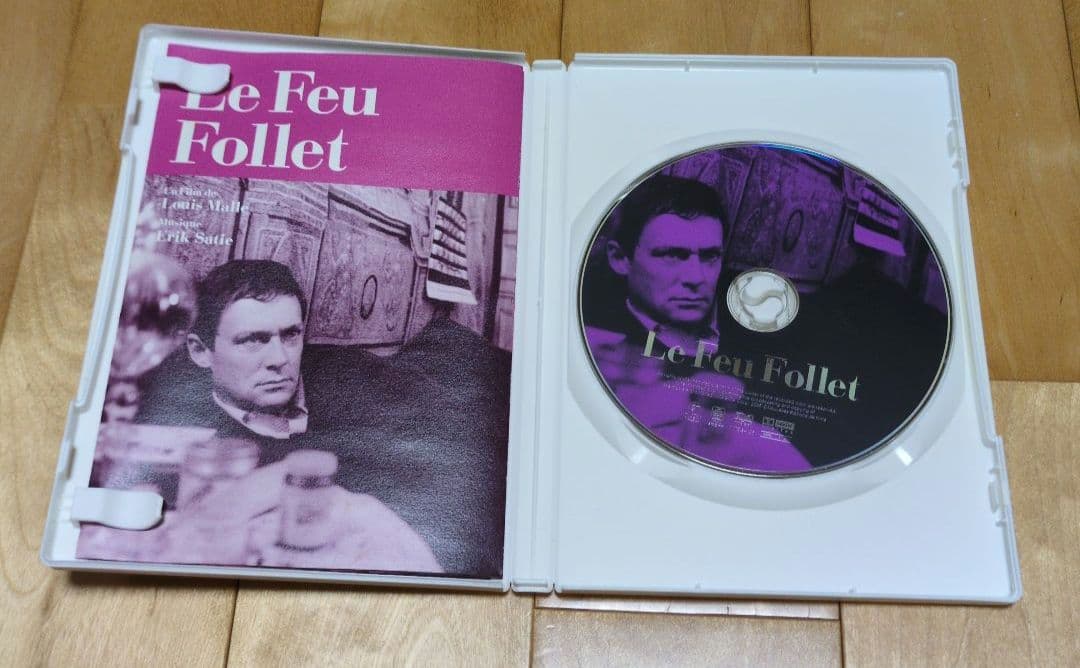 Le Feu
Follet
Un Film de
Louis Malle
Musique
Erik Satie
Le Feu Follet